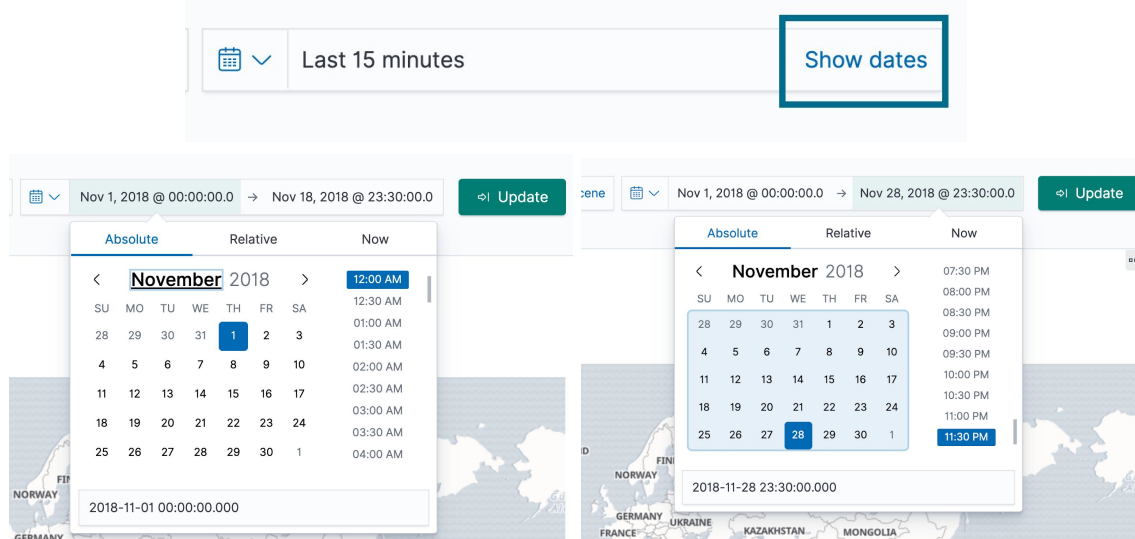 Last 15 minutes
Show dates
Nov 1, 2018 @ 00:00:00.0 → Nov 18, 2018 @ 23:30:00.0
Update
Absolute Relative Now
November 2018
SU MO TU WE TH FR SA
28 29 30 31 1 2 3
4 5 6 7 8 9 10
11 12 13 14 15 16 17
18 19 20 21 22 23 24
25 26 27 28 29 30 1
12:00 AM
12:30 AM
01:00 AM
01:30 AM
02:00 AM
02:30 AM
03:00 AM
03:30 AM
04:00 AM
2018-11-01 00:00:00.000
NORWAY
GERMANY
cene
Nov 1, 2018 @ 00:00:00.0 → Nov 28, 2018 @ 23:30:00.0
Update
Absolute Relative Now
November 2018
SU MO TU WE TH FR SA
28 29 30 31 1 2 3
4 5 6 7 8 9 10
11 12 13 14 15 16 17
18 19 20 21 22 23 24
25 26 27 28 29 30 1
07:30 PM
08:00 PM
08:30 PM
09:00 PM
09:30 PM
10:00 PM
10:30 PM
11:00 PM
11:30 PM
2018-11-28 23:30:00.000
FINL
NORWAY
GERMANY
UKRAINE
FRANCE
KAZAKHSTAN
MONGOLIA